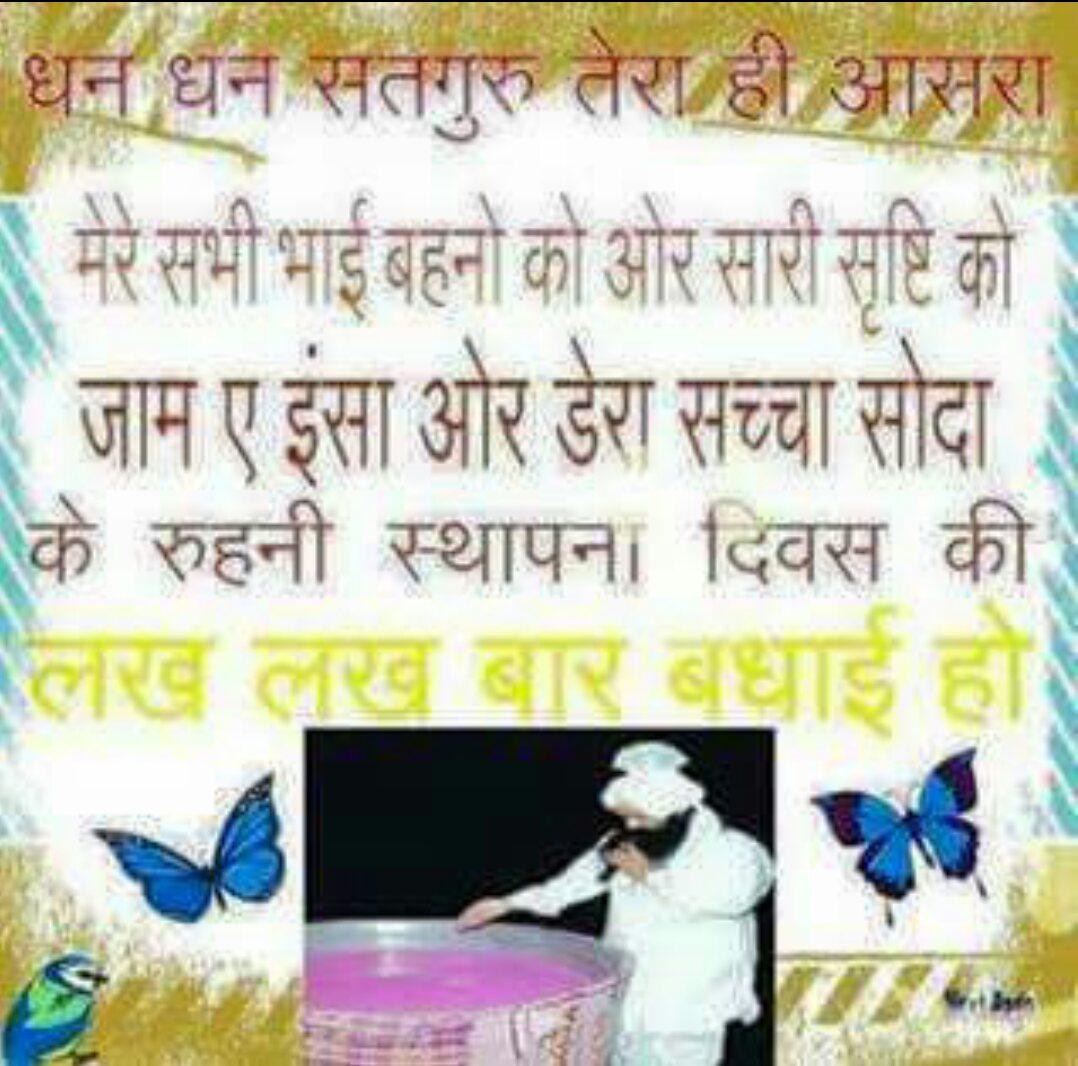 धन धन सतगुरु तेरा ही आसरा
मेरे सभी भाई बहनो को ओर सारी सृष्टि को
जाम ए इंसा ओर डेरा सच्चा सोदा
के रुहनी स्थापना दिवस की
लख लख बार बधाई हो